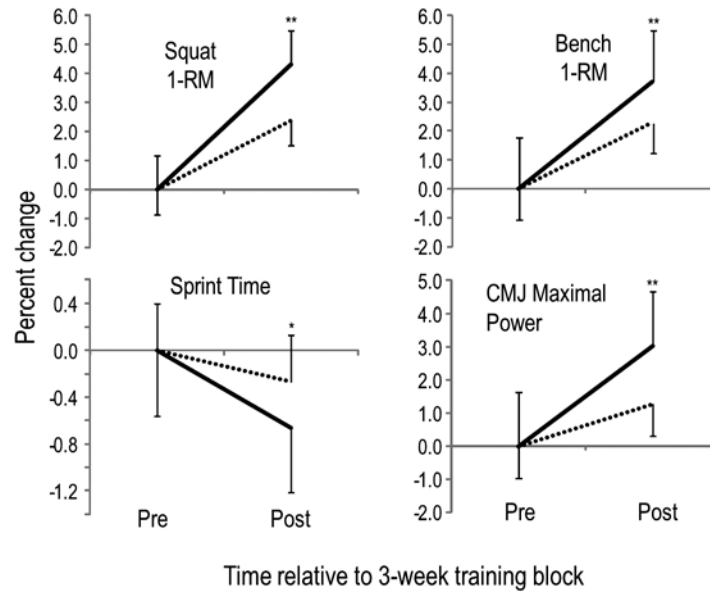 6.0
5.0
4.0
3.0
2.0
1.0
0.0
-1.0
-2.0
Squat
1-RM
**
6.0
5.0
4.0
3.0
2.0
1.0
0.0
-1.0
-2.0
Bench
1-RM
**
Percent change
0.4
0.0
-0.4
-0.8
-1.2
Sprint Time
*
Pre
Post
5.0
4.0
3.0
2.0
1.0
0.0
-1.0
-2.0
CMJ Maximal
Power
**
Pre
Post
Time relative to 3-week training block